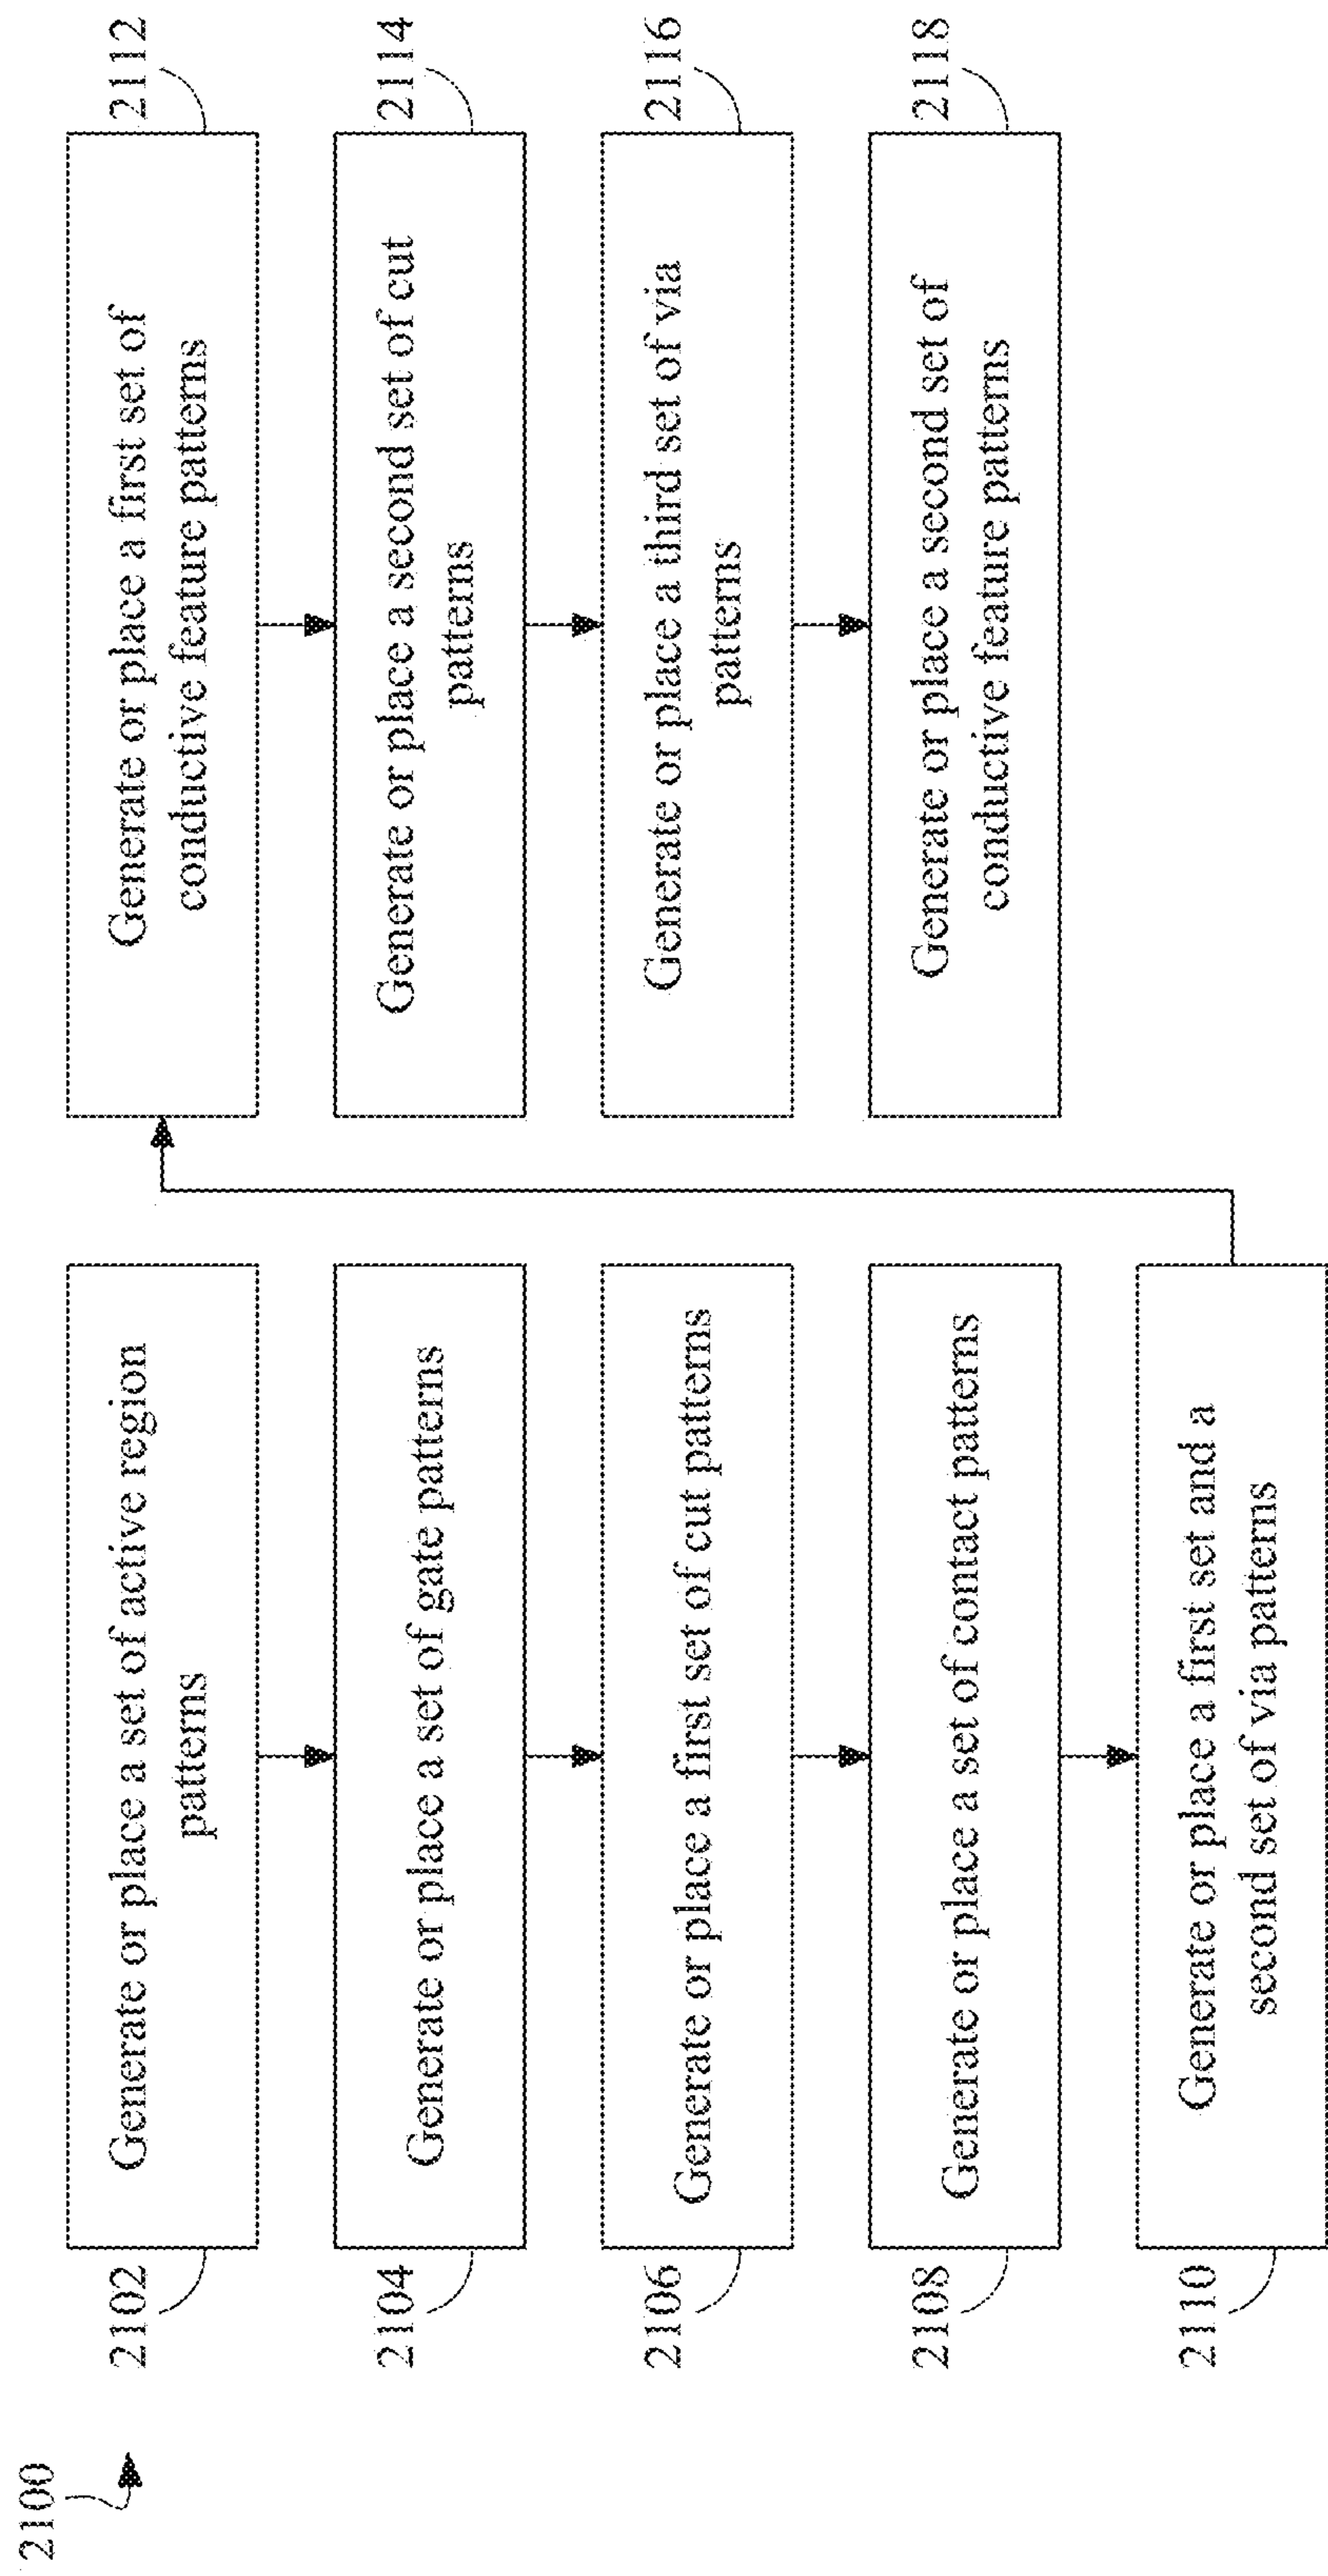 2100
2102
Generate or place a set of active region
patterns
2104
Generate or place a set of gate patterns
2106
Generate or place a first set of cut patterns
2108
Generate or place a set of contact patterns
2110
Generate or place a first set and a
second set of via patterns
2112
Generate or place a first set of
conductive feature patterns
2114
Generate or place a second set of cut
patterns
2116
Generate or place a third set of via
patterns
2118
Generate or place a second set of
conductive feature patterns